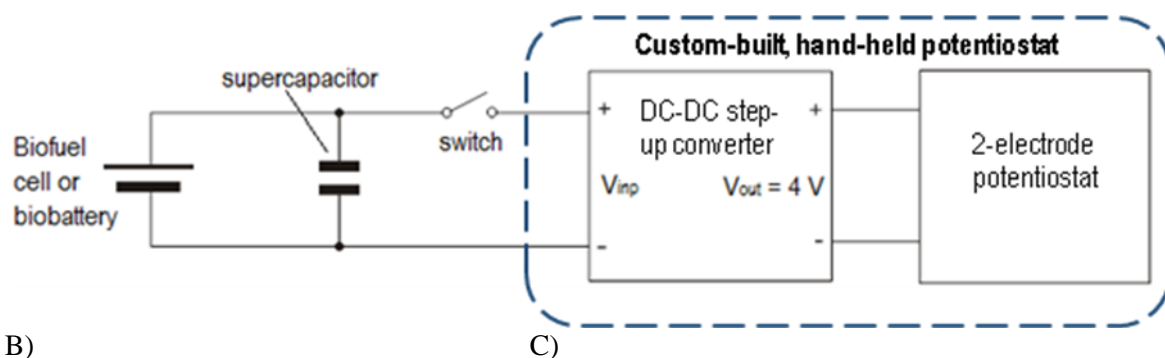 Custom-built, hand-held potentiostat
supercapacitor
switch
Biofuel
cell or
biobattery
+
DC-DC step-
up converter
+
Vinp
Vout = 4 V
-
-
2-electrode
potentiostat
B)
C)